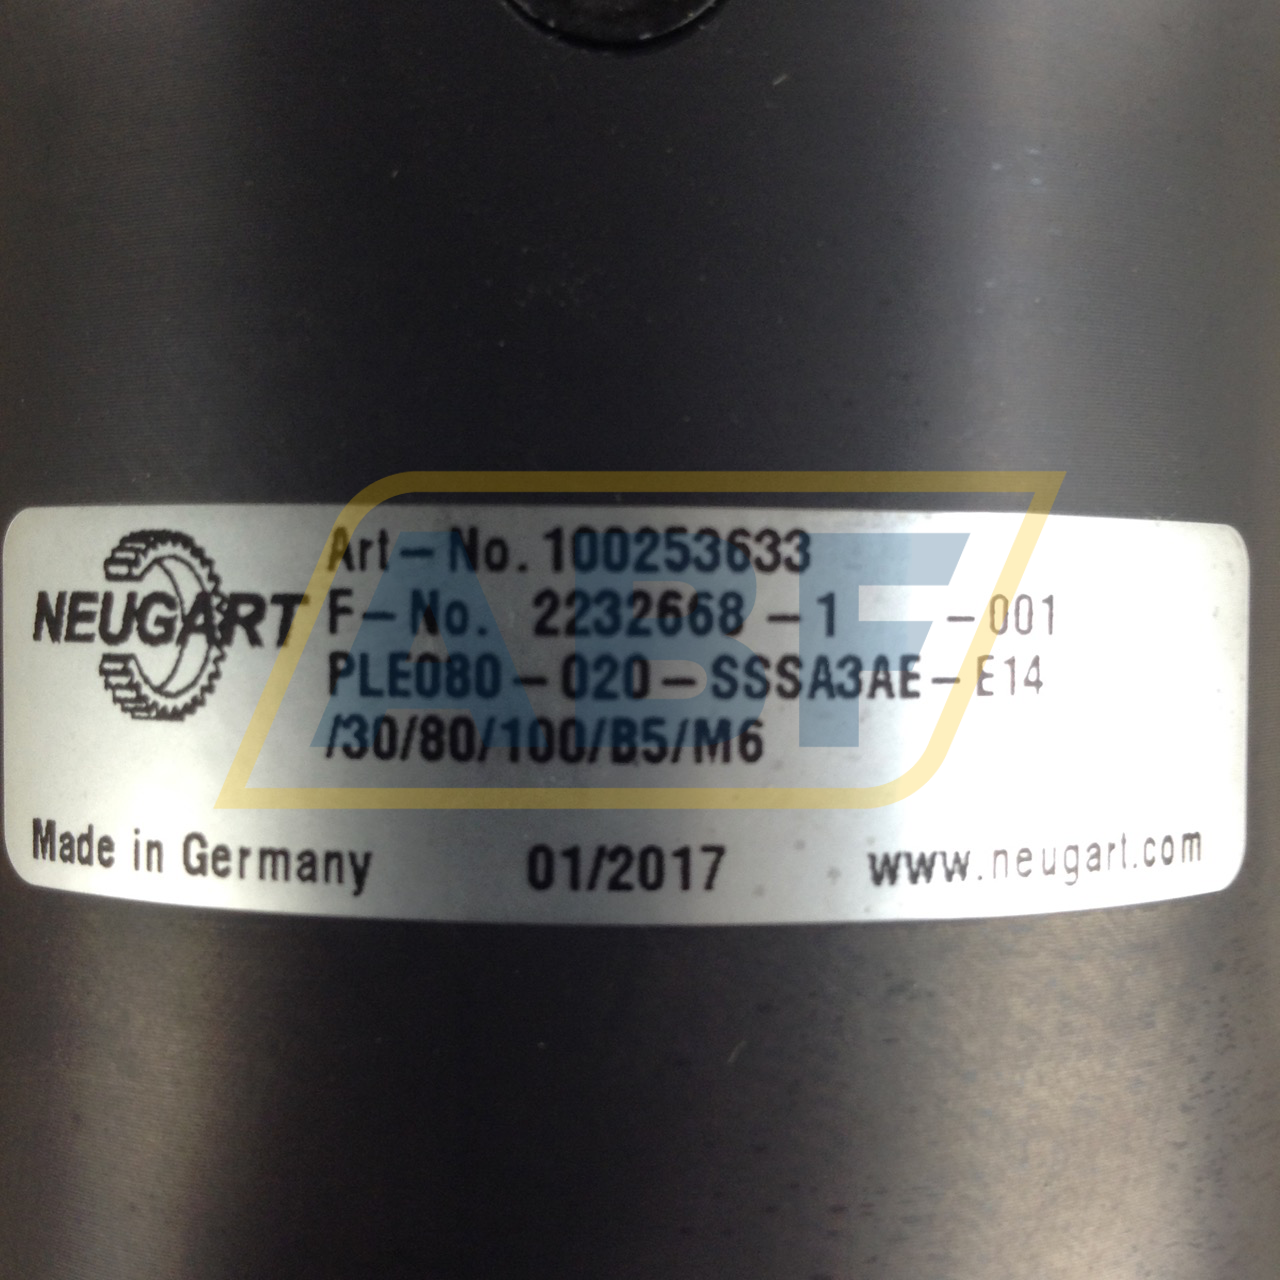 NEUGART
Art-No. 100253633
F-No. 2232668-1 -001
PLE080-020-SSSA3AE-E14
/30/80/100/B5/M6
Made in Germany 01/2017 www.neugart.com
ABF